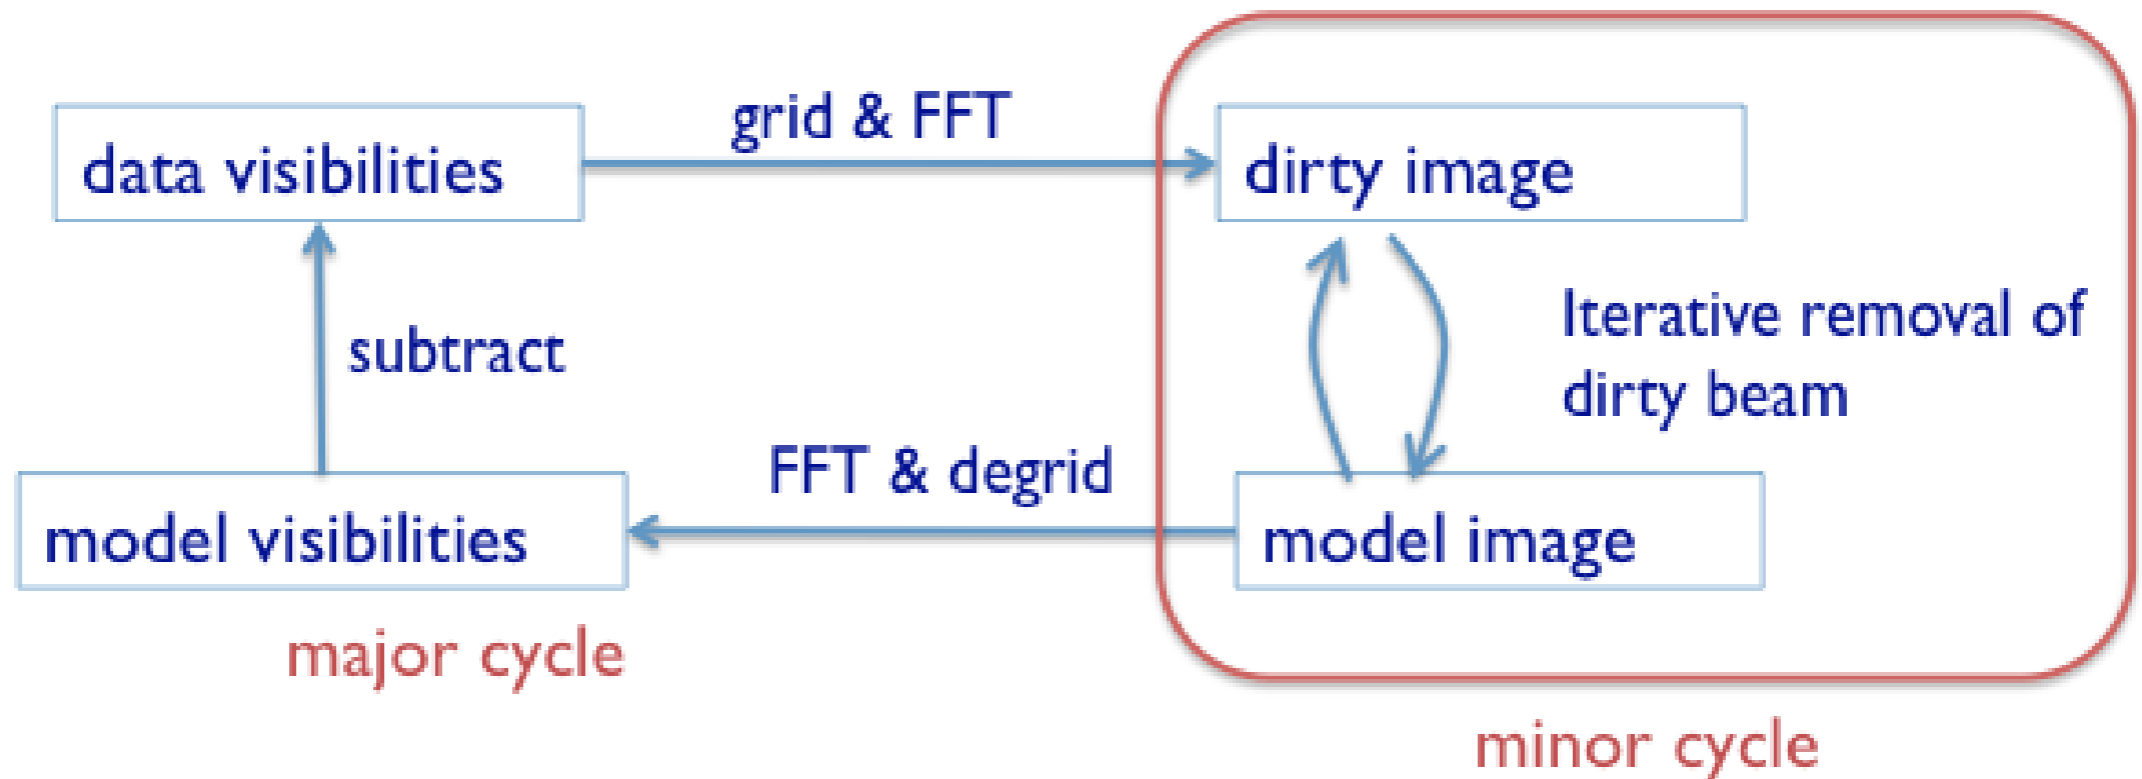 grid & FFT
data visibilities
dirty image
subtract
Iterative removal of
dirty beam
FFT & degrid
model visibilities
model image
major cycle
minor cycle